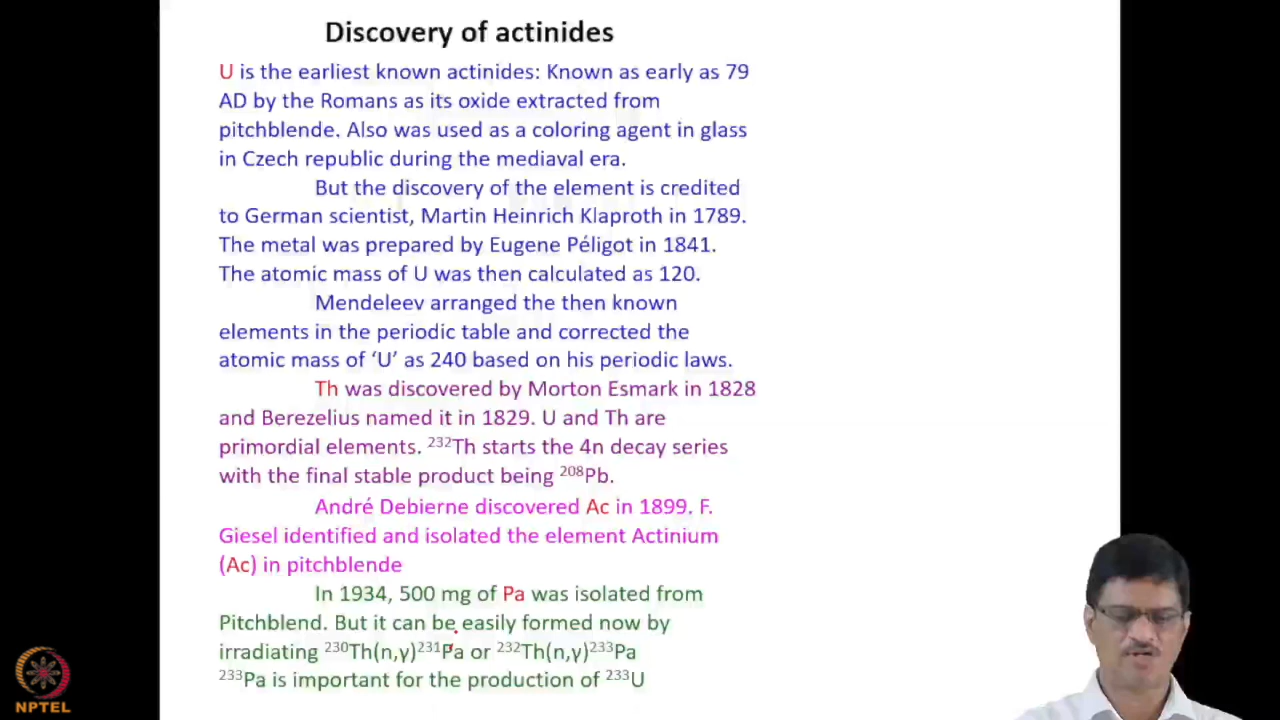 Discovery of actinides
U is the earliest known actinides: Known as early as 79
AD by the Romans as its oxide extracted from
pitchblende. Also was used as a coloring agent in glass
in Czech republic during the mediaval era.
But the discovery of the element is credited
to German scientist, Martin Heinrich Klaproth in 1789.
The metal was prepared by Eugene Péligot in 1841.
The atomic mass of U was then calculated as 120.
Mendeleev arranged the then known
elements in the periodic table and corrected the
atomic mass of ‘U’ as 240 based on his periodic laws.
Th was discovered by Morton Esmark in 1828
and Berezelius named it in 1829. U and Th are
primordial elements. ²³²Th starts the 4n decay series
with the final stable product being ²⁰⁸Pb.
André Debierne discovered Ac in 1899. F.
Giesel identified and isolated the element Actinium
(Ac) in pitchblende
In 1934, 500 mg of Pa was isolated from
Pitchblend. But it can be easily formed now by
irradiating ²³⁰Th(n,γ)²³¹Pa or ²³²Th(n,γ)²³³Pa
²³³Pa is important for the production of ²³³U
NPTEL